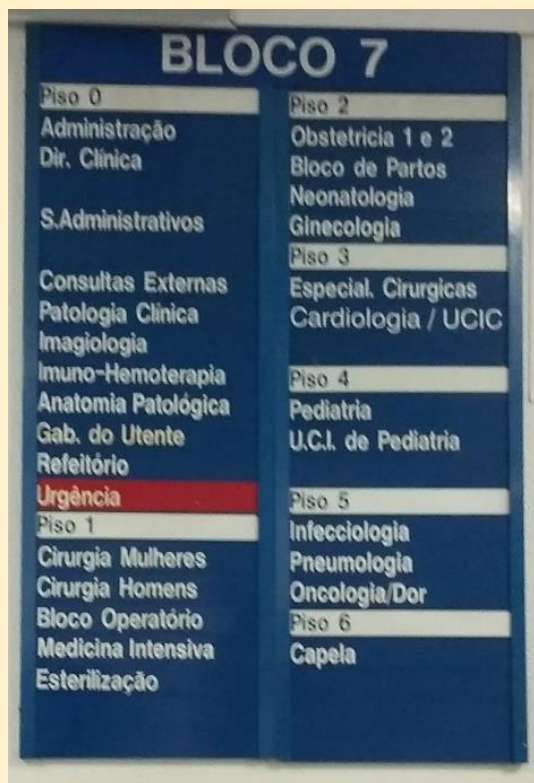 BLOCO 7
Piso 0
Administração
Dir. Clínica
S.Administrativos
Consultas Externas
Patologia Clínica
Imagiologia
Imuno-Hemoterapia
Anatomia Patológica
Gab. do Utente
Refeitório
Urgência
Piso 1
Cirurgia Mulheres
Cirurgia Homens
Bloco Operatório
Medicina Intensiva
Esterilização
Piso 2
Obstetricia 1 e 2
Bloco de Partos
Neonatologia
Ginecologia
Piso 3
Especial. Cirurgicas
Cardiologia / UCIC
Piso 4
Pediatria
U.C.I. de Pediatria
Piso 5
Infecciologia
Pneumologia
Oncologia/Dor
Piso 6
Capela